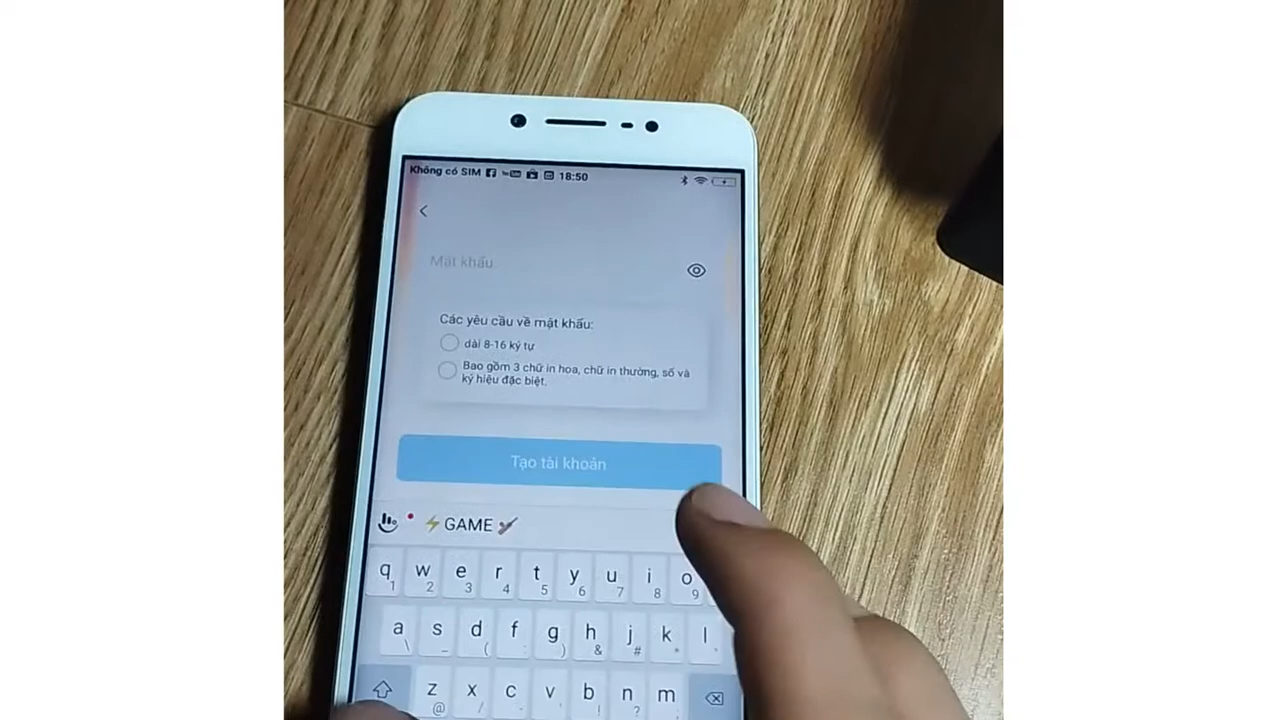 Không có SIM 18:50
Mật khẩu.
Các yêu cầu về mật khẩu:
dài 8-16 ký tự
Bao gồm 3 chữ in hoa, chữ in thường, số và
ký hiệu đặc biệt.
Tạo tài khoản
GAME
q w e r t y u i o
1 2 3 4 5 6 7 8 9
a s d f g h j k l
\ _ ( : ) & # *
z x c v b n m
@ / - ' ! ? ;